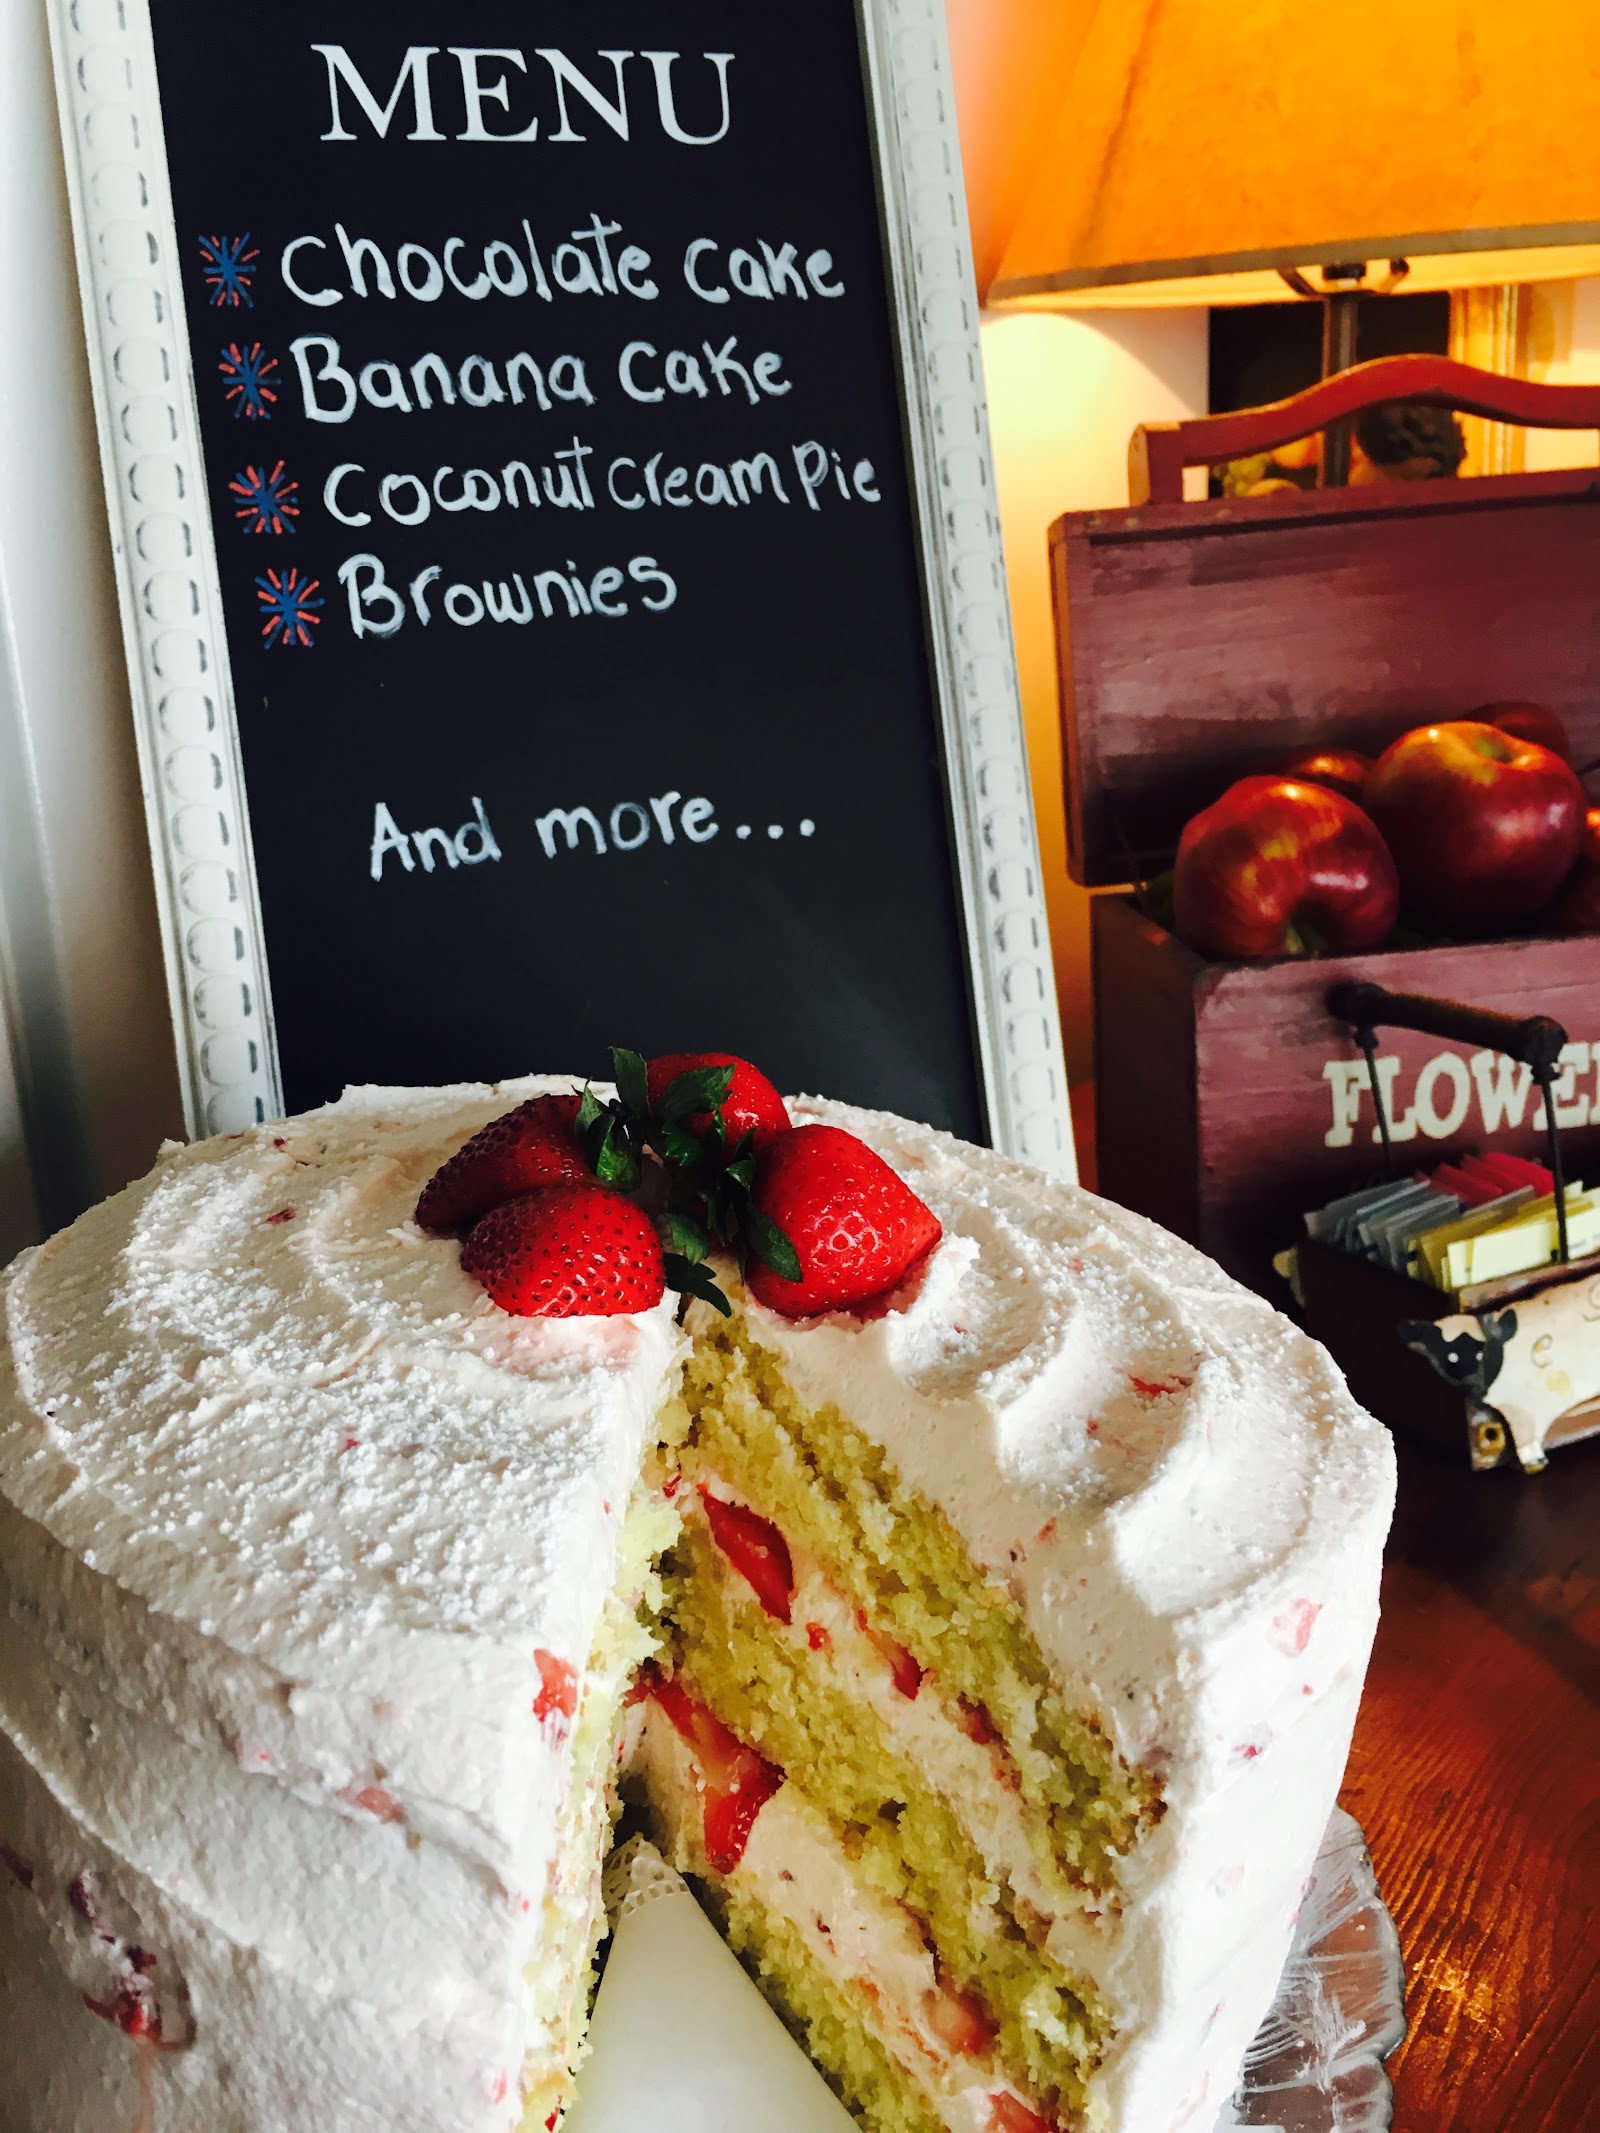 MENU
Chocolate Cake
Banana Cake
Coconut Cream Pie
Brownies
And more...
FLOWE